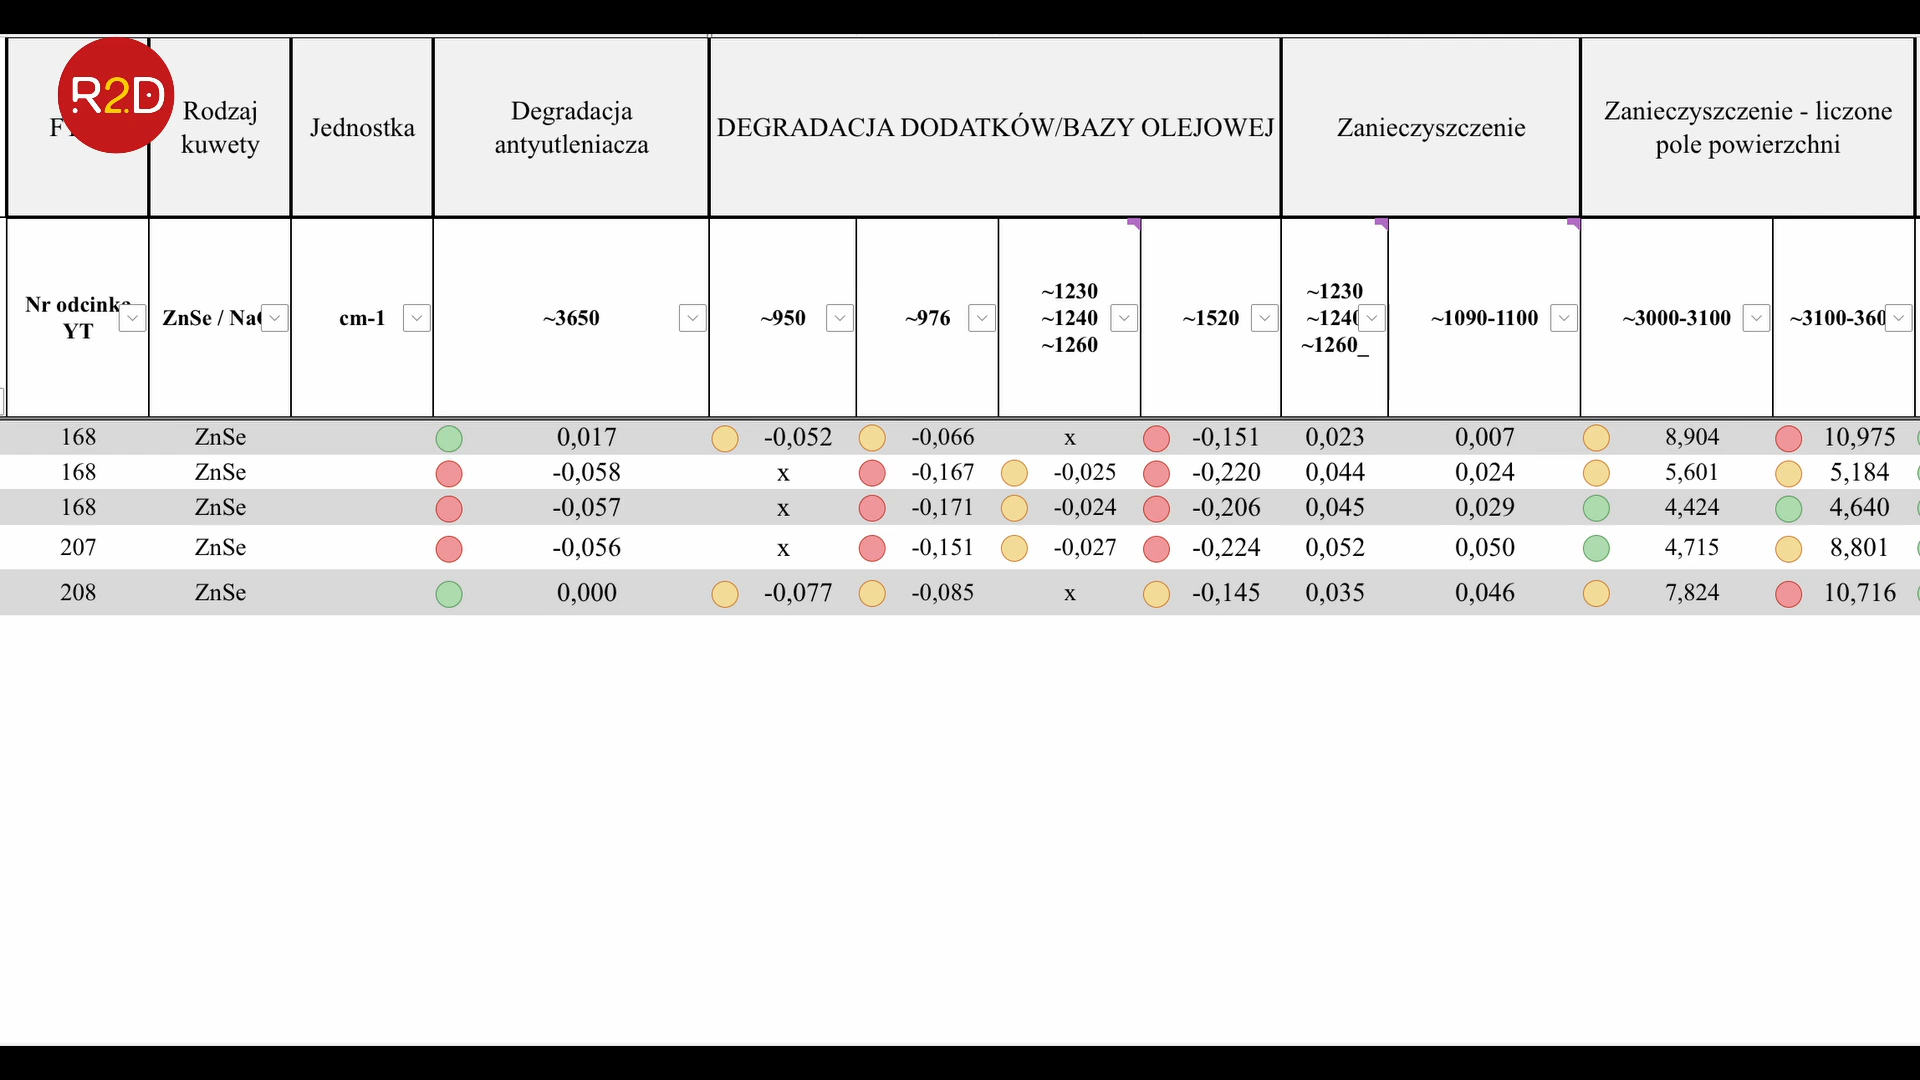 R2D
Rodzaj
kuwety
Jednostka
Degradacja
antyutleniacza
DEGRADACJA DODATKÓW/BAZY OLEJOWEJ
Zanieczyszczenie
Zanieczyszczenie - liczone
pole powierzchni
Nr odcinka
YT
ZnSe /
cm-1
~3650
~950
~976
~1230
~1240
~1260
~1520
~1230
~1240
~1260_
~1090-1100
~3000-3100
~3100-360
168 ZnSe 0,017 -0,052 -0,066 x -0,151 0,023 0,007 8,904 10,975
168 ZnSe -0,058 x -0,167 -0,025 -0,220 0,044 0,024 5,601 5,184
168 ZnSe -0,057 x -0,171 -0,024 -0,206 0,045 0,029 4,424 4,640
207 ZnSe -0,056 x -0,151 -0,027 -0,224 0,052 0,050 4,715 8,801
208 ZnSe 0,000 -0,077 -0,085 x -0,145 0,035 0,046 7,824 10,716